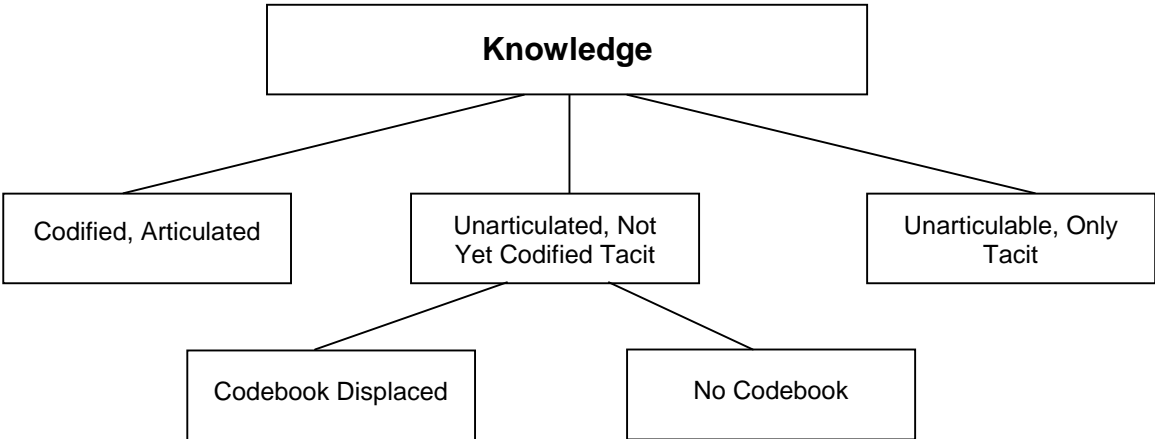 Knowledge
Codified, Articulated
Unarticulated, Not
Yet Codified Tacit
Unarticulable, Only
Tacit
Codebook Displaced
No Codebook